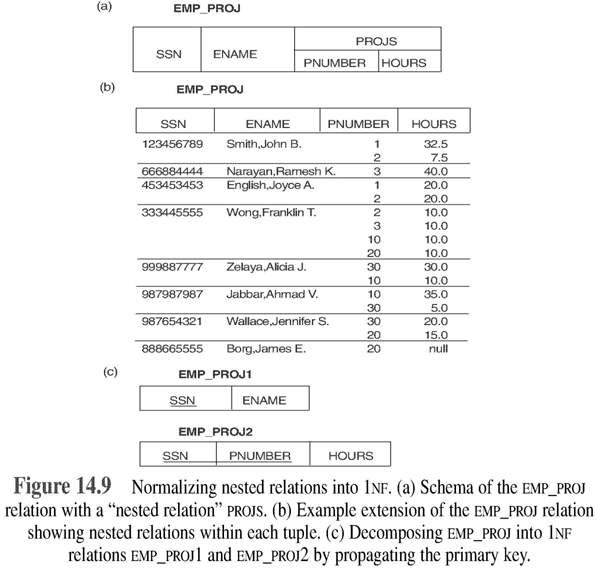 (a) EMP_PROJ
PROJS
SSN ENAME
PNUMBER HOURS
(b) EMP_PROJ
SSN ENAME PNUMBER HOURS
123456789 Smith,John B. 1 32.5
2 7.5
666884444 Narayan,Ramesh K. 3 40.0
453453453 English,Joyce A. 1 20.0
2 20.0
333445555 Wong,Franklin T. 2 10.0
3 10.0
10 10.0
20 10.0
999887777 Zelaya,Alicia J. 30 30.0
10 10.0
987987987 Jabbar,Ahmad V. 10 35.0
30 5.0
987654321 Wallace,Jennifer S. 30 20.0
20 15.0
888665555 Borg,James E. 20 null
(c) EMP_PROJ1
SSN ENAME
EMP_PROJ2
SSN PNUMBER HOURS
Figure 14.9 Normalizing nested relations into 1NF. (a) Schema of the EMP_PROJ
relation with a “nested relation” PROJS. (b) Example extension of the EMP_PROJ relation
showing nested relations within each tuple. (c) Decomposing EMP_PROJ into 1NF
relations EMP_PROJ1 and EMP_PROJ2 by propagating the primary key.